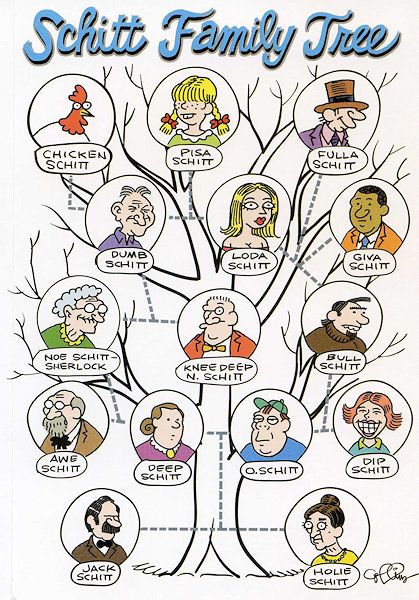 Schitt Family Tree
CHICKEN
SCHITT
PISA
SCHITT
FULLA
SCHITT
DUMB
SCHITT
LODA
SCHITT
GIVA
SCHITT
NOE SCHITT-
SHERLOCK
KNEE DEEP
N. SCHITT
BULL
SCHITT
AWE
SCHITT
DEEP
SCHITT
O. SCHITT
DIP
SCHITT
JACK
SCHITT
HOLIE
SCHITT